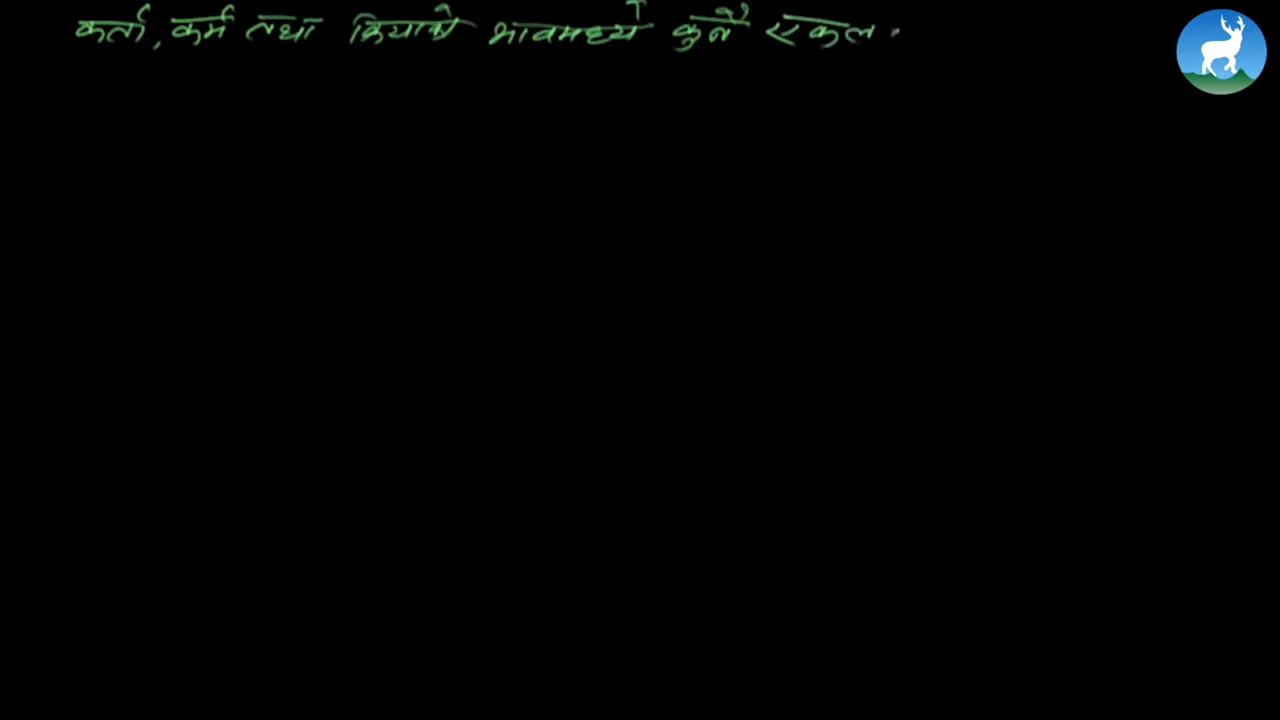 कर्ता, कर्म तथा क्रियाको भावमध्ये कुनै एकल